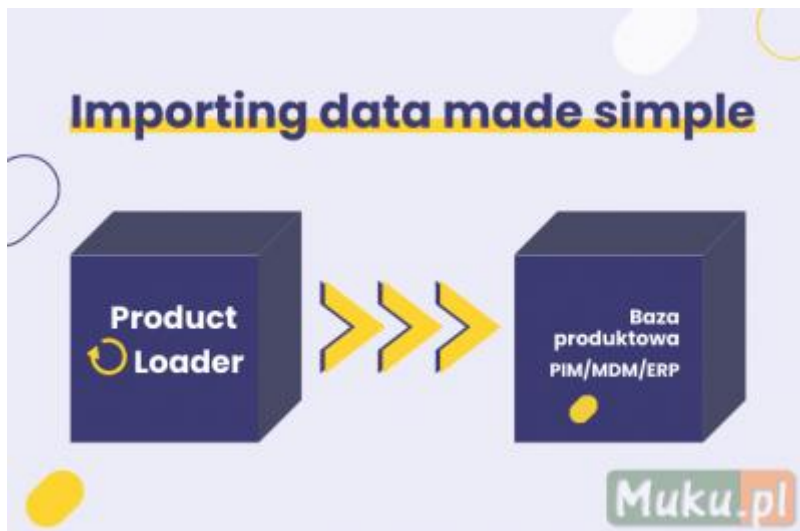 Importing data made simple
Product
Loader
Baza
produktowa
PIM/MDM/ERP
Muku.pl